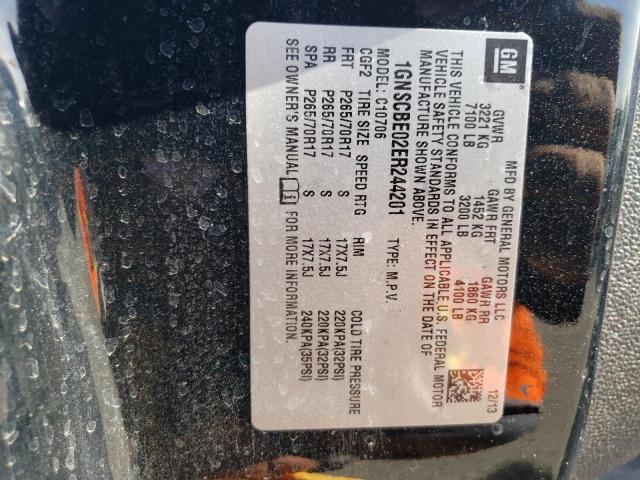 GM
MFD BY GENERAL MOTORS LLC 12/13
GVWR GAWR FRT GAWR RR
3221 KG 1452 KG 1860 KG
7100 LB 3200 LB 4100 LB
THIS VEHICLE CONFORMS TO ALL APPLICABLE U.S. FEDERAL MOTOR
VEHICLE SAFETY STANDARDS IN EFFECT ON THE DATE OF
MANUFACTURE SHOWN ABOVE.
1GNSCBE02ER244201 TYPE: M.P.V.
MODEL: C10706
CGF2 TIRE SIZE SPEED RTG RIM COLD TIRE PRESSURE
FRT P265/70R17 S 17X7.5J 220KPA(32PSI)
RR P265/70R17 S 17X7.5J 220KPA(32PSI)
SPA P265/70R17 S 17X7.5J 240KPA(35PSI)
SEE OWNER'S MANUAL FOR MORE INFORMATION